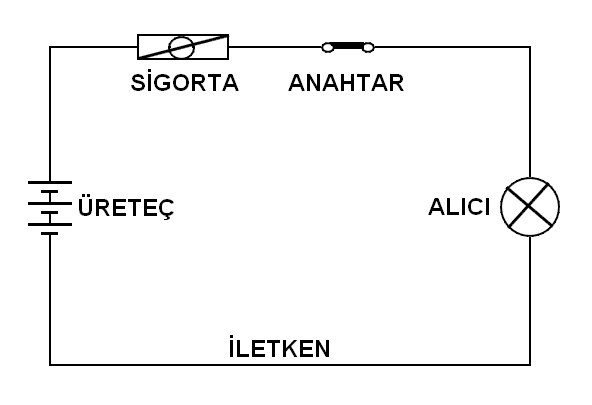 SİGORTA
ANAHTAR
ÜRETEÇ
ALICI
İLETKEN